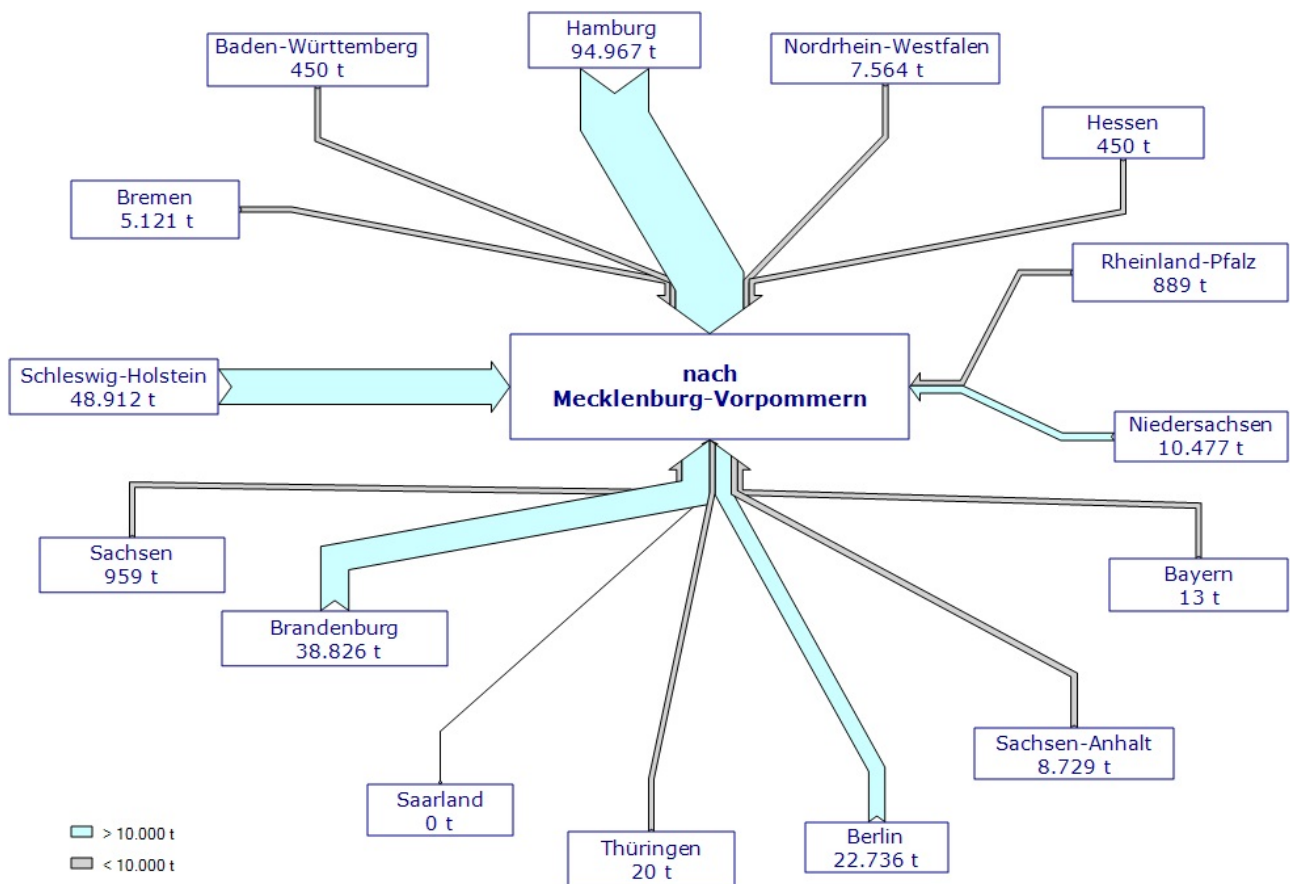 Hamburg
94.967 t
Baden-Württemberg
450 t
Nordrhein-Westfalen
7.564 t
Hessen
450 t
Bremen
5.121 t
Rheinland-Pfalz
889 t
nach
Mecklenburg-Vorpommern
Schleswig-Holstein
48.912 t
Niedersachsen
10.477 t
Sachsen
959 t
Bayern
13 t
Brandenburg
38.826 t
Sachsen-Anhalt
8.729 t
Saarland
0 t
Thüringen
20 t
Berlin
22.736 t
> 10.000 t
< 10.000 t